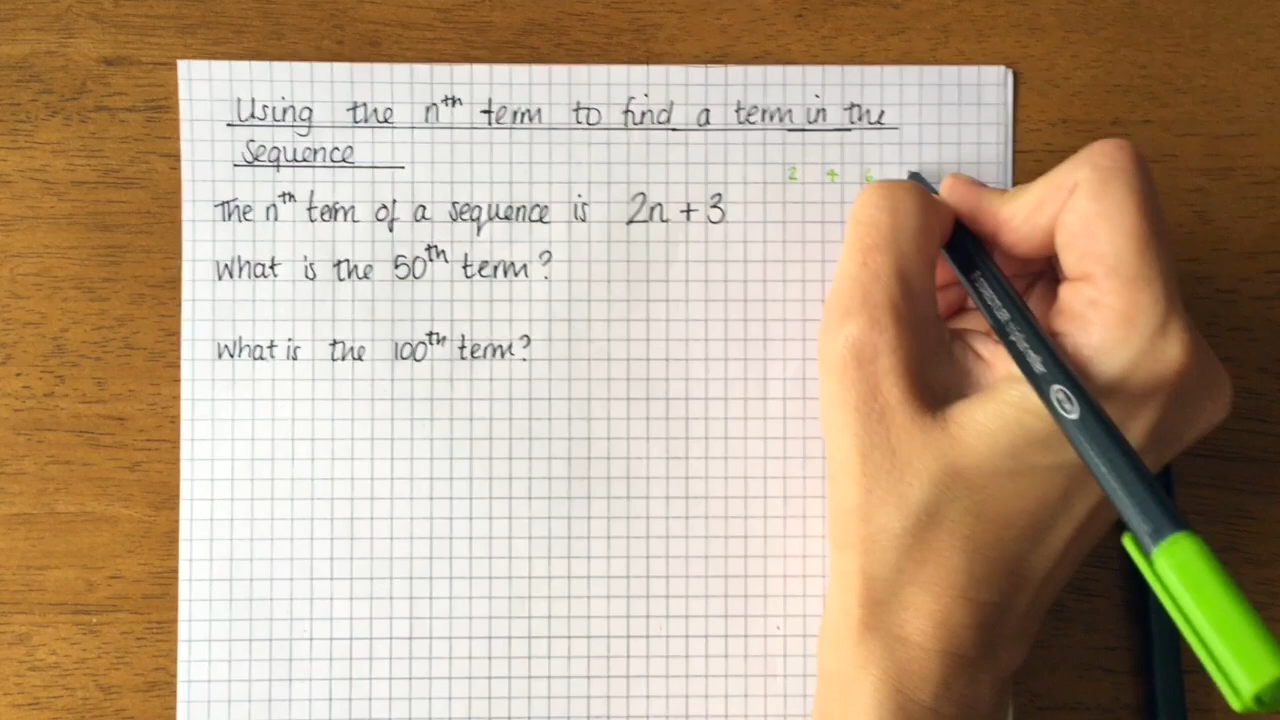 Using the nth term to find a term in the
sequence
2 4 6
The nth term of a sequence is 2n + 3
What is the 50th term?
What is the 100th term?